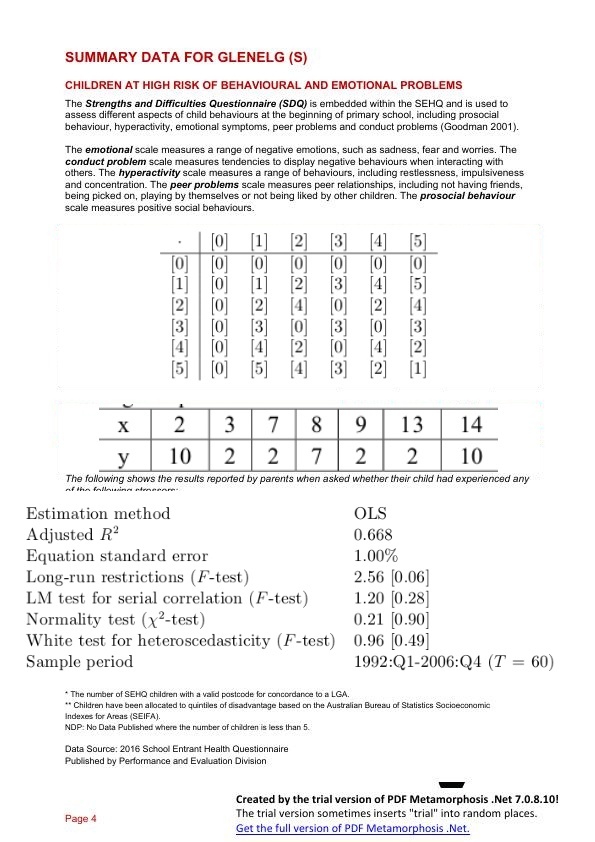 SUMMARY DATA FOR GLENELG (S)
CHILDREN AT HIGH RISK OF BEHAVIOURAL AND EMOTIONAL PROBLEMS
The Strengths and Difficulties Questionnaire (SDQ) is embedded within the SEHQ and is used to
assess different aspects of child behaviours at the beginning of primary school, including prosocial
behaviour, hyperactivity, emotional symptoms, peer problems and conduct problems (Goodman 2001).
The emotional scale measures a range of negative emotions, such as sadness, fear and worries. The
conduct problem scale measures tendencies to display negative behaviours when interacting with
others. The hyperactivity scale measures a range of behaviours, including restlessness, impulsiveness
and concentration. The peer problems scale measures peer relationships, including not having friends,
being picked on, playing by themselves or not being liked by other children. The prosocial behaviour
scale measures positive social behaviours.
· [0] [1] [2] [3] [4] [5]
[0] [0] [0] [0] [0] [0] [0]
[1] [0] [1] [2] [3] [4] [5]
[2] [0] [2] [4] [0] [2] [4]
[3] [0] [3] [0] [3] [0] [3]
[4] [0] [4] [2] [0] [4] [2]
[5] [0] [5] [4] [3] [2] [1]
x 2 3 7 8 9 13 14
y 10 2 2 7 2 2 10
The following shows the results reported by parents when asked whether their child had experienced any
of the following stressors:
Estimation method OLS
Adjusted R² 0.668
Equation standard error 1.00%
Long-run restrictions (F-test) 2.56 [0.06]
LM test for serial correlation (F-test) 1.20 [0.28]
Normality test (χ²-test) 0.21 [0.90]
White test for heteroscedasticity (F-test) 0.96 [0.49]
Sample period 1992:Q1-2006:Q4 (T = 60)
* The number of SEHQ children with a valid postcode for concordance to a LGA.
** Children have been allocated to quintiles of disadvantage based on the Australian Bureau of Statistics Socioeconomic
Indexes for Areas (SEIFA).
NDP: No Data Published where the number of children is less than 5.
Data Source: 2016 School Entrant Health Questionnaire
Published by Performance and Evaluation Division
Created by the trial version of PDF Metamorphosis .Net 7.0.8.10!
The trial version sometimes inserts "trial" into random places.
Get the full version of PDF Metamorphosis .Net.
Page 4